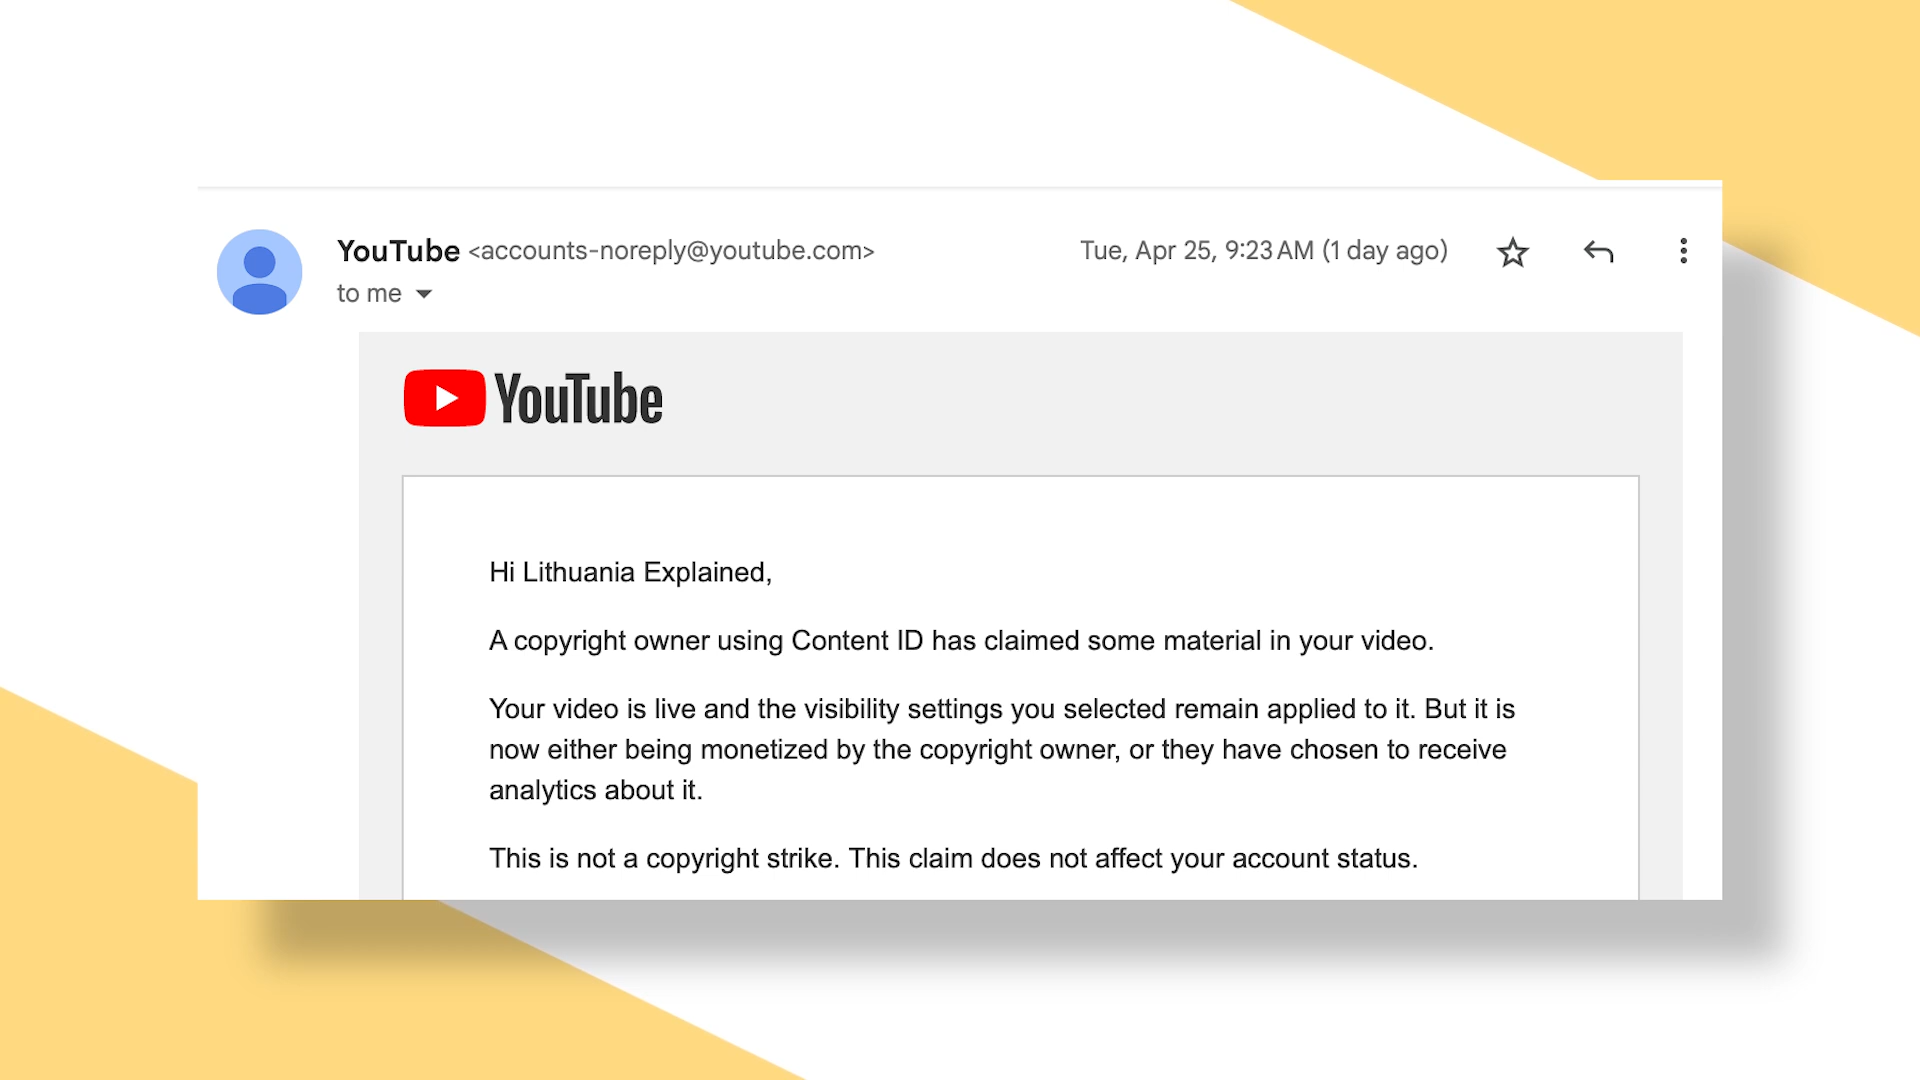 YouTube <accounts-noreply@youtube.com> Tue, Apr 25, 9:23 AM (1 day ago)
to me
YouTube
Hi Lithuania Explained,
A copyright owner using Content ID has claimed some material in your video.
Your video is live and the visibility settings you selected remain applied to it. But it is
now either being monetized by the copyright owner, or they have chosen to receive
analytics about it.
This is not a copyright strike. This claim does not affect your account status.